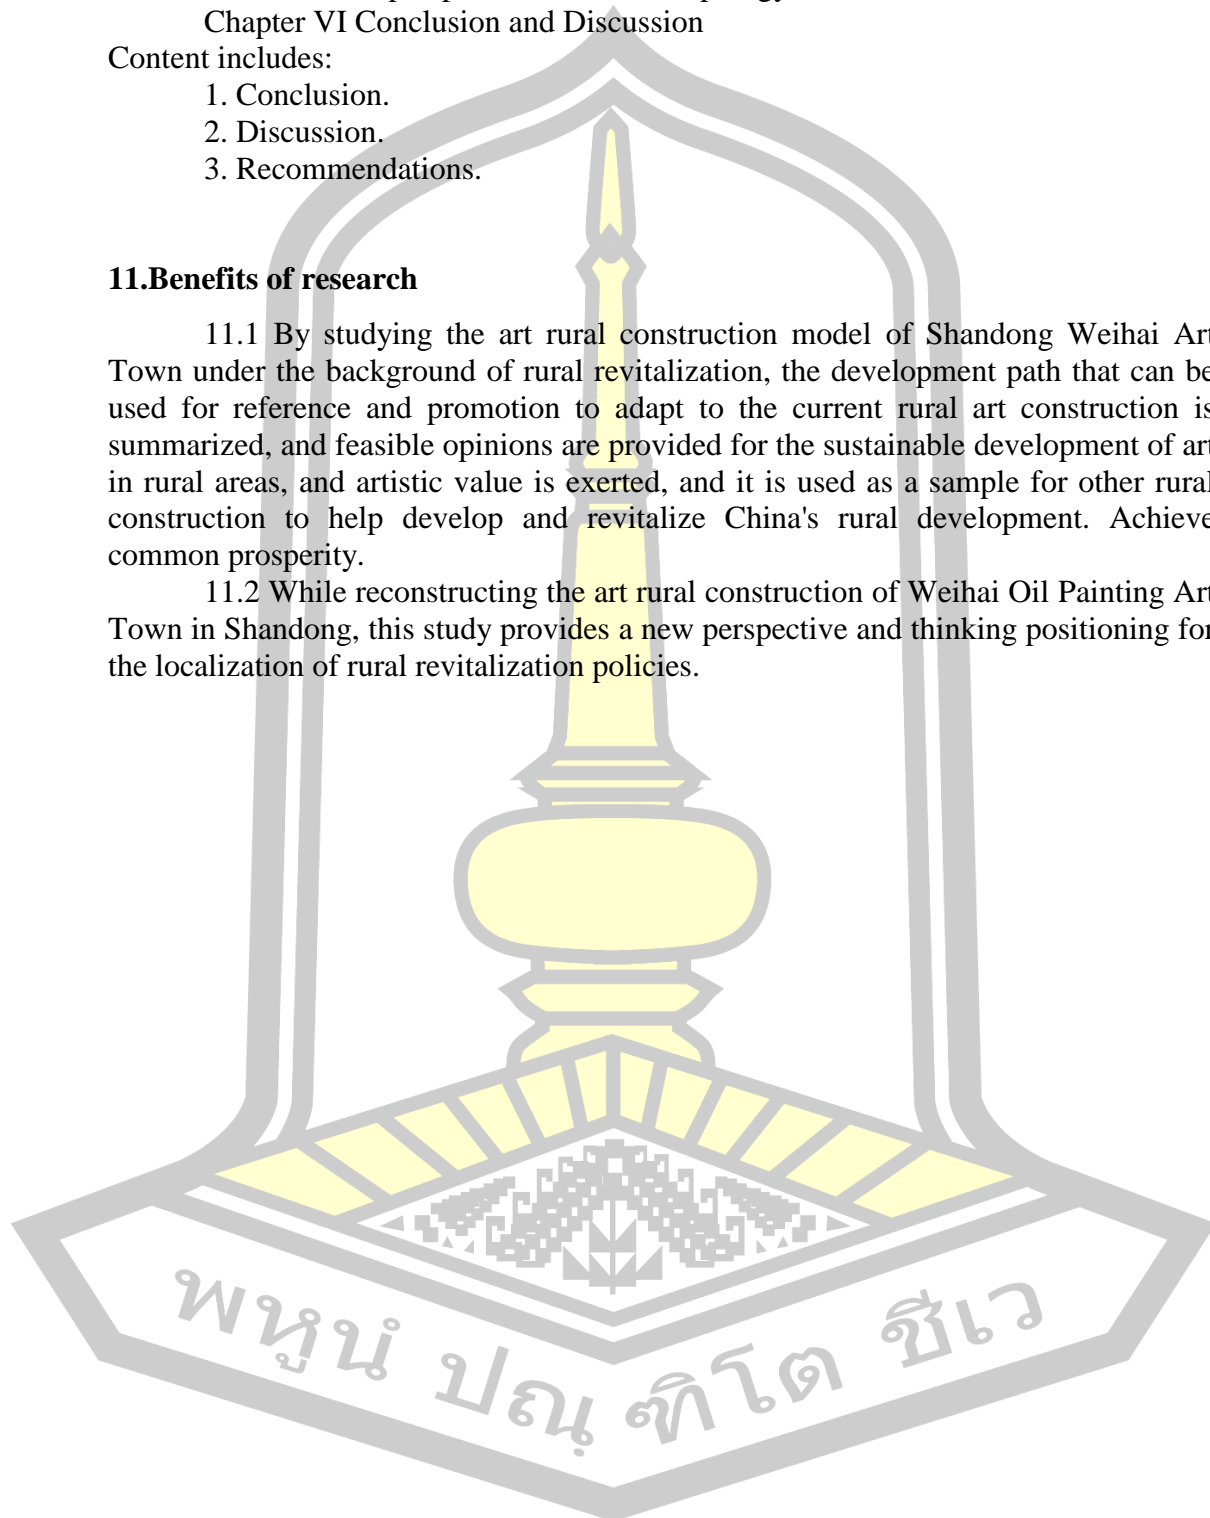 Chapter VI Conclusion and Discussion
Content includes:
1. Conclusion.
2. Discussion.
3. Recommendations.
11.Benefits of research
11.1 By studying the art rural construction model of Shandong Weihai Art
Town under the background of rural revitalization, the development path that can be
used for reference and promotion to adapt to the current rural art construction is
summarized, and feasible opinions are provided for the sustainable development of art
in rural areas, and artistic value is exerted, and it is used as a sample for other rural
construction to help develop and revitalize China's rural development. Achieve
common prosperity.
11.2 While reconstructing the art rural construction of Weihai Oil Painting Art
Town in Shandong, this study provides a new perspective and thinking positioning for
the localization of rural revitalization policies.
พหูนํ ปณฺฑิโต ชีเว